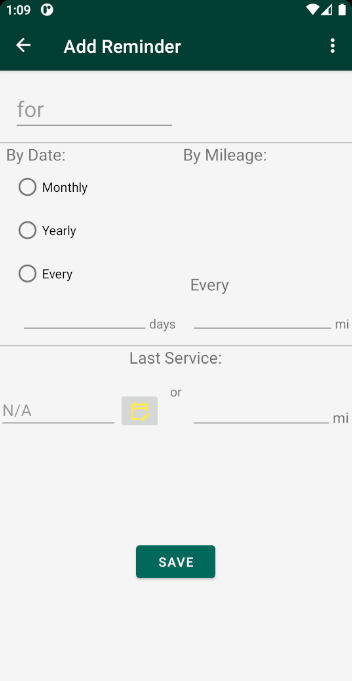 1:09
Add Reminder
for
By Date: By Mileage:
Monthly
Yearly
Every
Every
days mi
Last Service:
or
N/A mi
SAVE